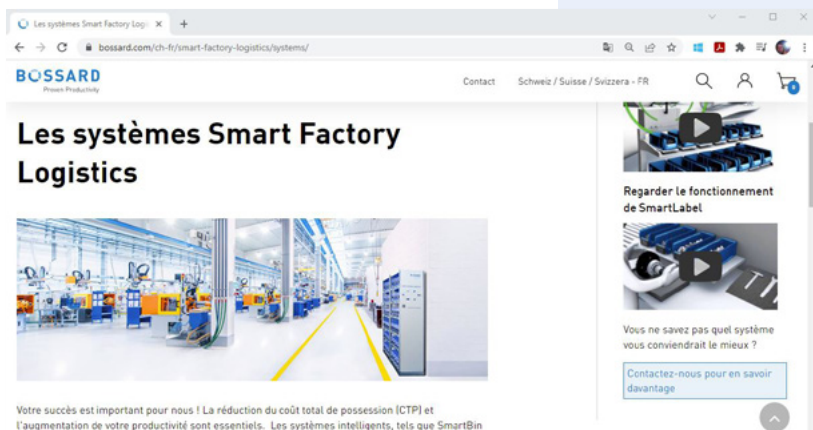 Les systèmes Smart Factory Logi
bossard.com/ch-fr/smart-factory-logistics/systems/
BOSSARD
Proven Productivity
Contact
Schweiz / Suisse / Svizzera - FR
0
Les systèmes Smart Factory
Logistics
Votre succès est important pour nous ! La réduction du coût total de possession (CTP) et
l'augmentation de votre productivité sont essentiels. Les systèmes intelligents, tels que SmartBin
Regarder le fonctionnement
de SmartLabel
Vous ne savez pas quel système
vous conviendrait le mieux ?
Contactez-nous pour en savoir
davantage